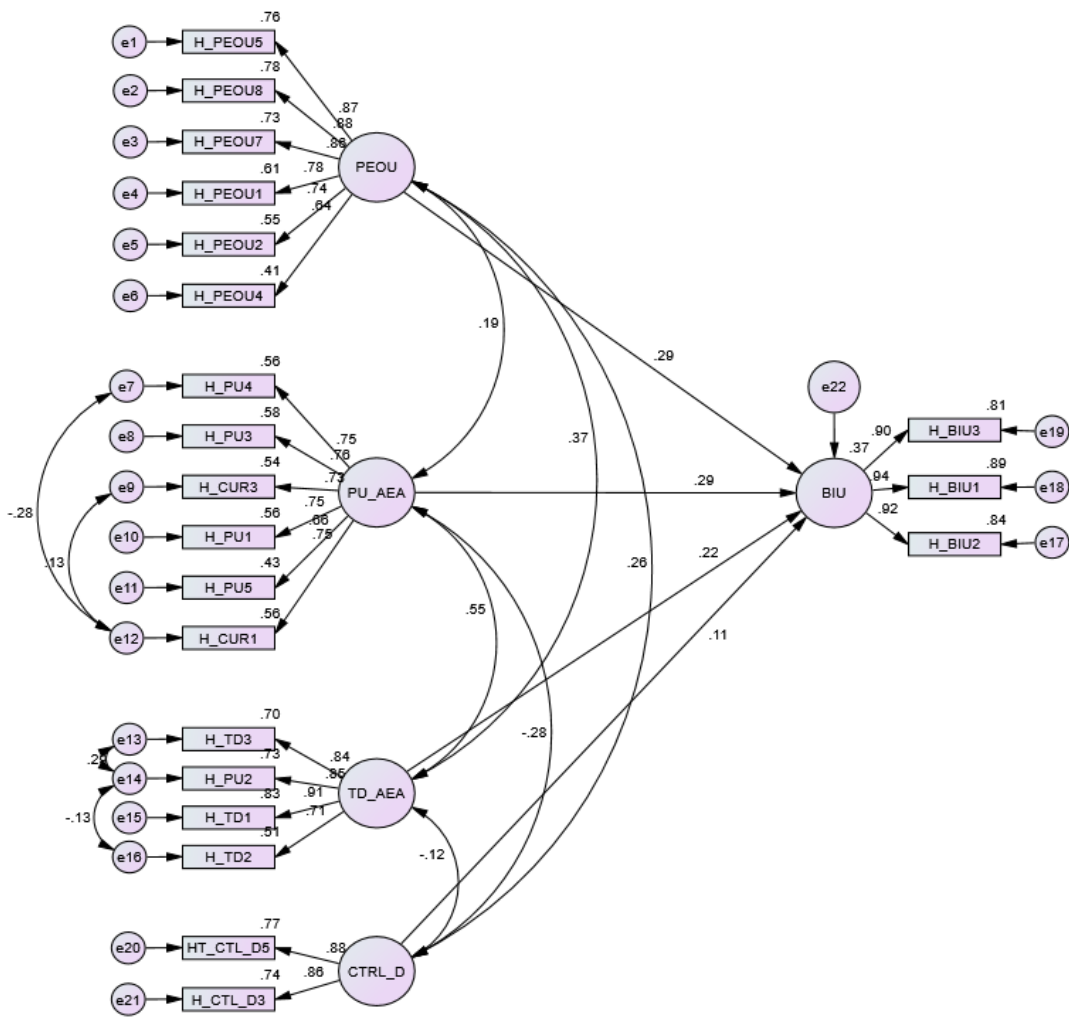 .76
e1
H_PEOU5
.78
e2
H_PEOU8
.87
.88
.73
e3
H_PEOU7
PEOU
.61
.78
e4
H_PEOU1
.74
.64
.55
e5
H_PEOU2
.41
e6
H_PEOU4
.19
.29
.56
e7
H_PU4
e22
.58
.75
.37
e8
H_PU3
.76
.81
.90
H_BIU3
e19
.37
.54
.73
e9
H_CUR3
PU_AEA
.29
BIU
.94
.89
H_BIU1
e18
-.28
.56
.75
.66
e10
H_PU1
.75
.92
.84
H_BIU2
e17
.13
.43
e11
H_PU5
.22
.26
.56
e12
H_CUR1
.55
.11
.70
e13
H_TD3
-.28
.73
.84
.85
e14
H_PU2
TD_AEA
.83
.91
-.13
e15
H_TD1
.71
.51
e16
H_TD2
-.12
.77
e20
HT_CTL_D5
.88
CTRL_D
.74
.86
e21
H_CTL_D3